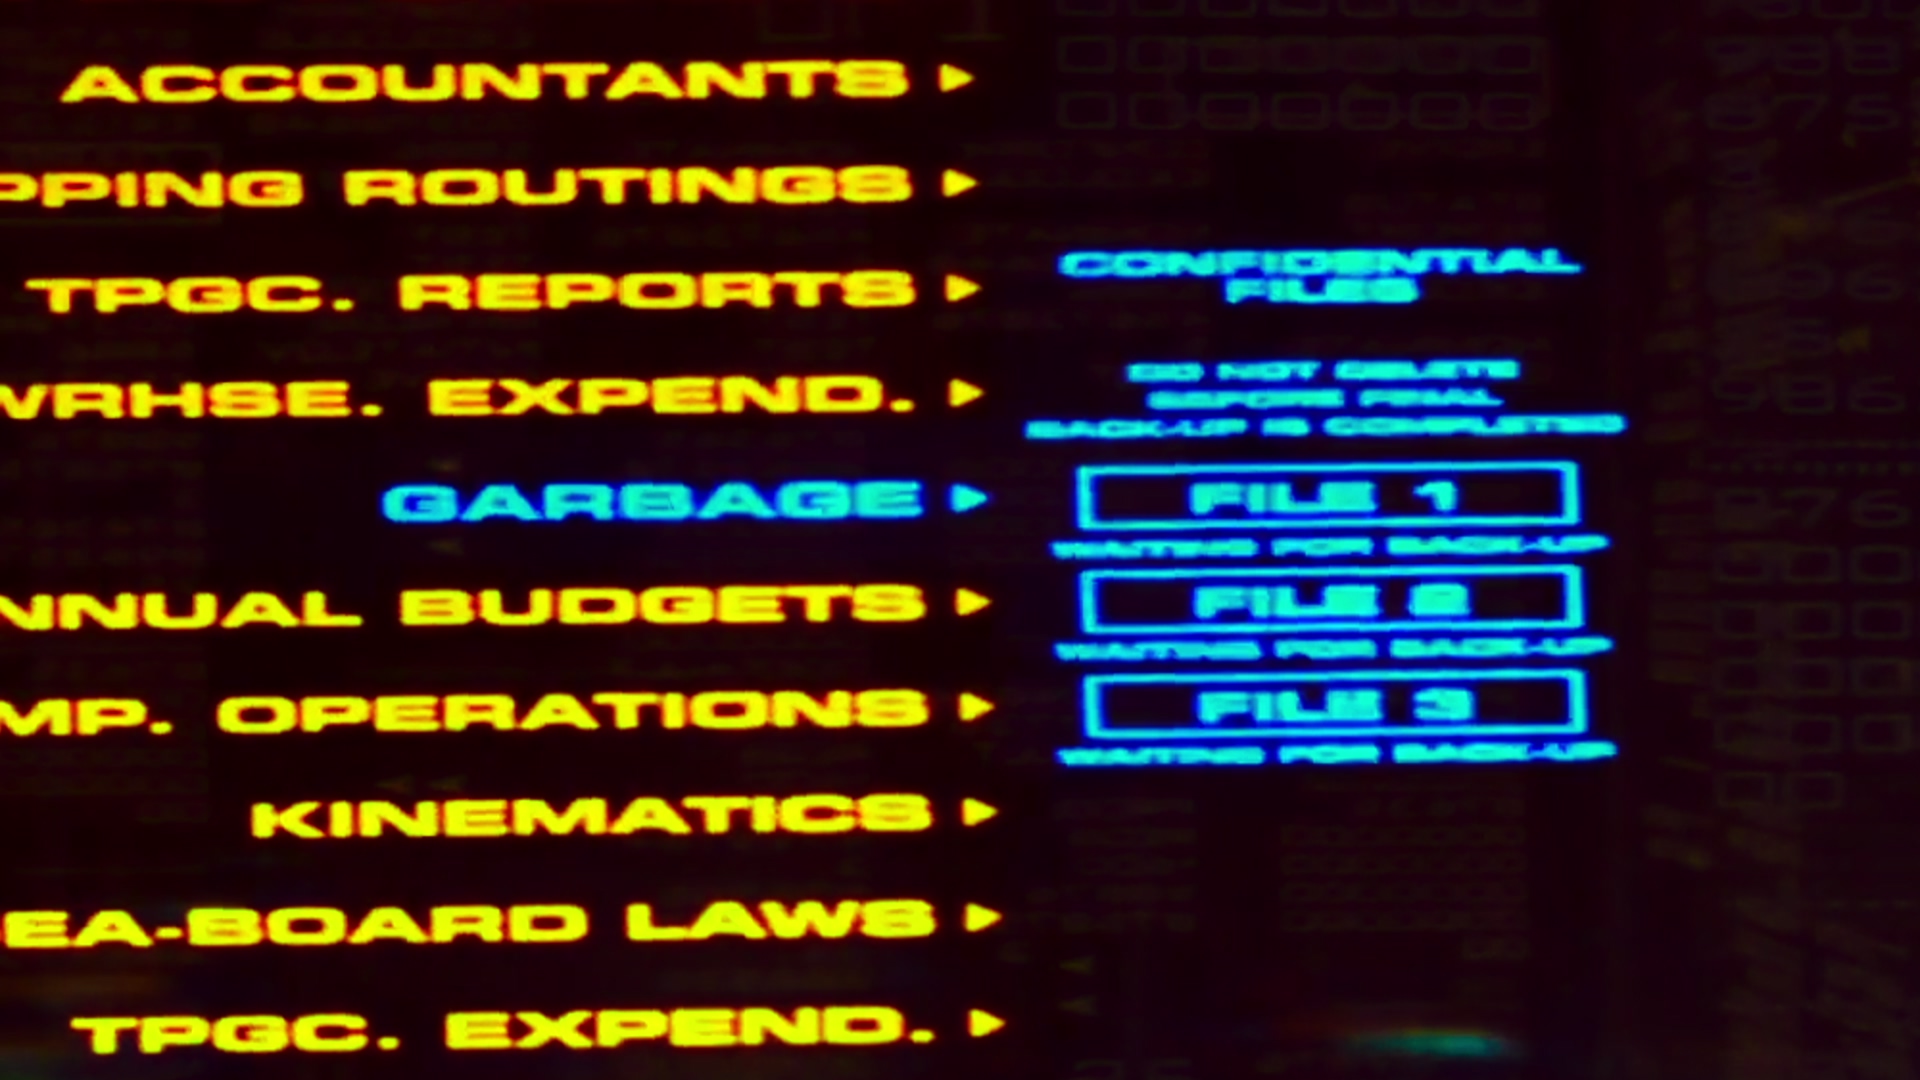 ACCOUNTANTS
PPING ROUTINGS
TPGC. REPORTS
WRHSE. EXPEND.
GARBAGE
NNUAL BUDGETS
MP. OPERATIONS
KINEMATICS
EA-BOARD LAWS
TPGC. EXPEND.
CONFIDENTIAL
FILES
DO NOT DELETE
BEFORE FINAL
BACK-UP IS COMPLETED
FILE 1
WAITING FOR BACK-UP
FILE 2
WAITING FOR BACK-UP
FILE 3
WAITING FOR BACK-UP